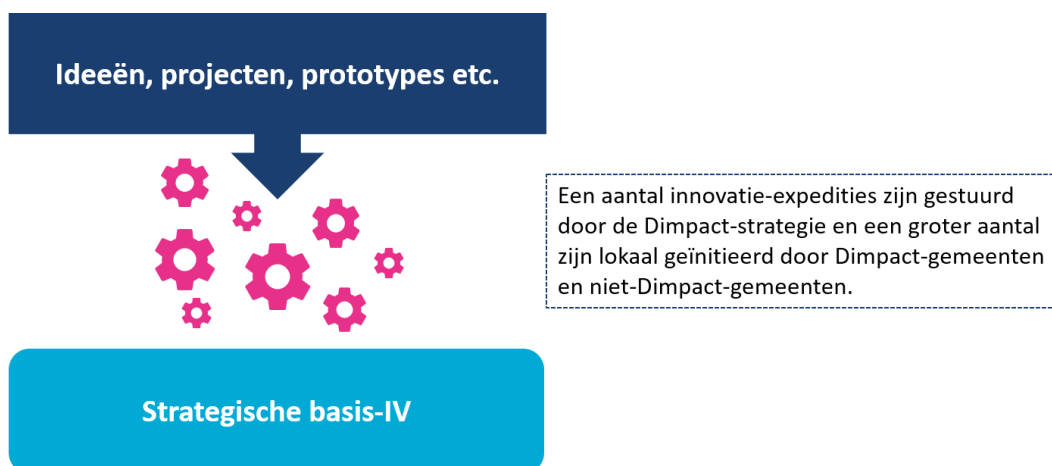 Ideeën, projecten, prototypes etc.
Een aantal innovatie-expedities zijn gestuurd
door de Dimpact-strategie en een groter aantal
zijn lokaal geïnitieerd door Dimpact-gemeenten
en niet-Dimpact-gemeenten.
Strategische basis-IV